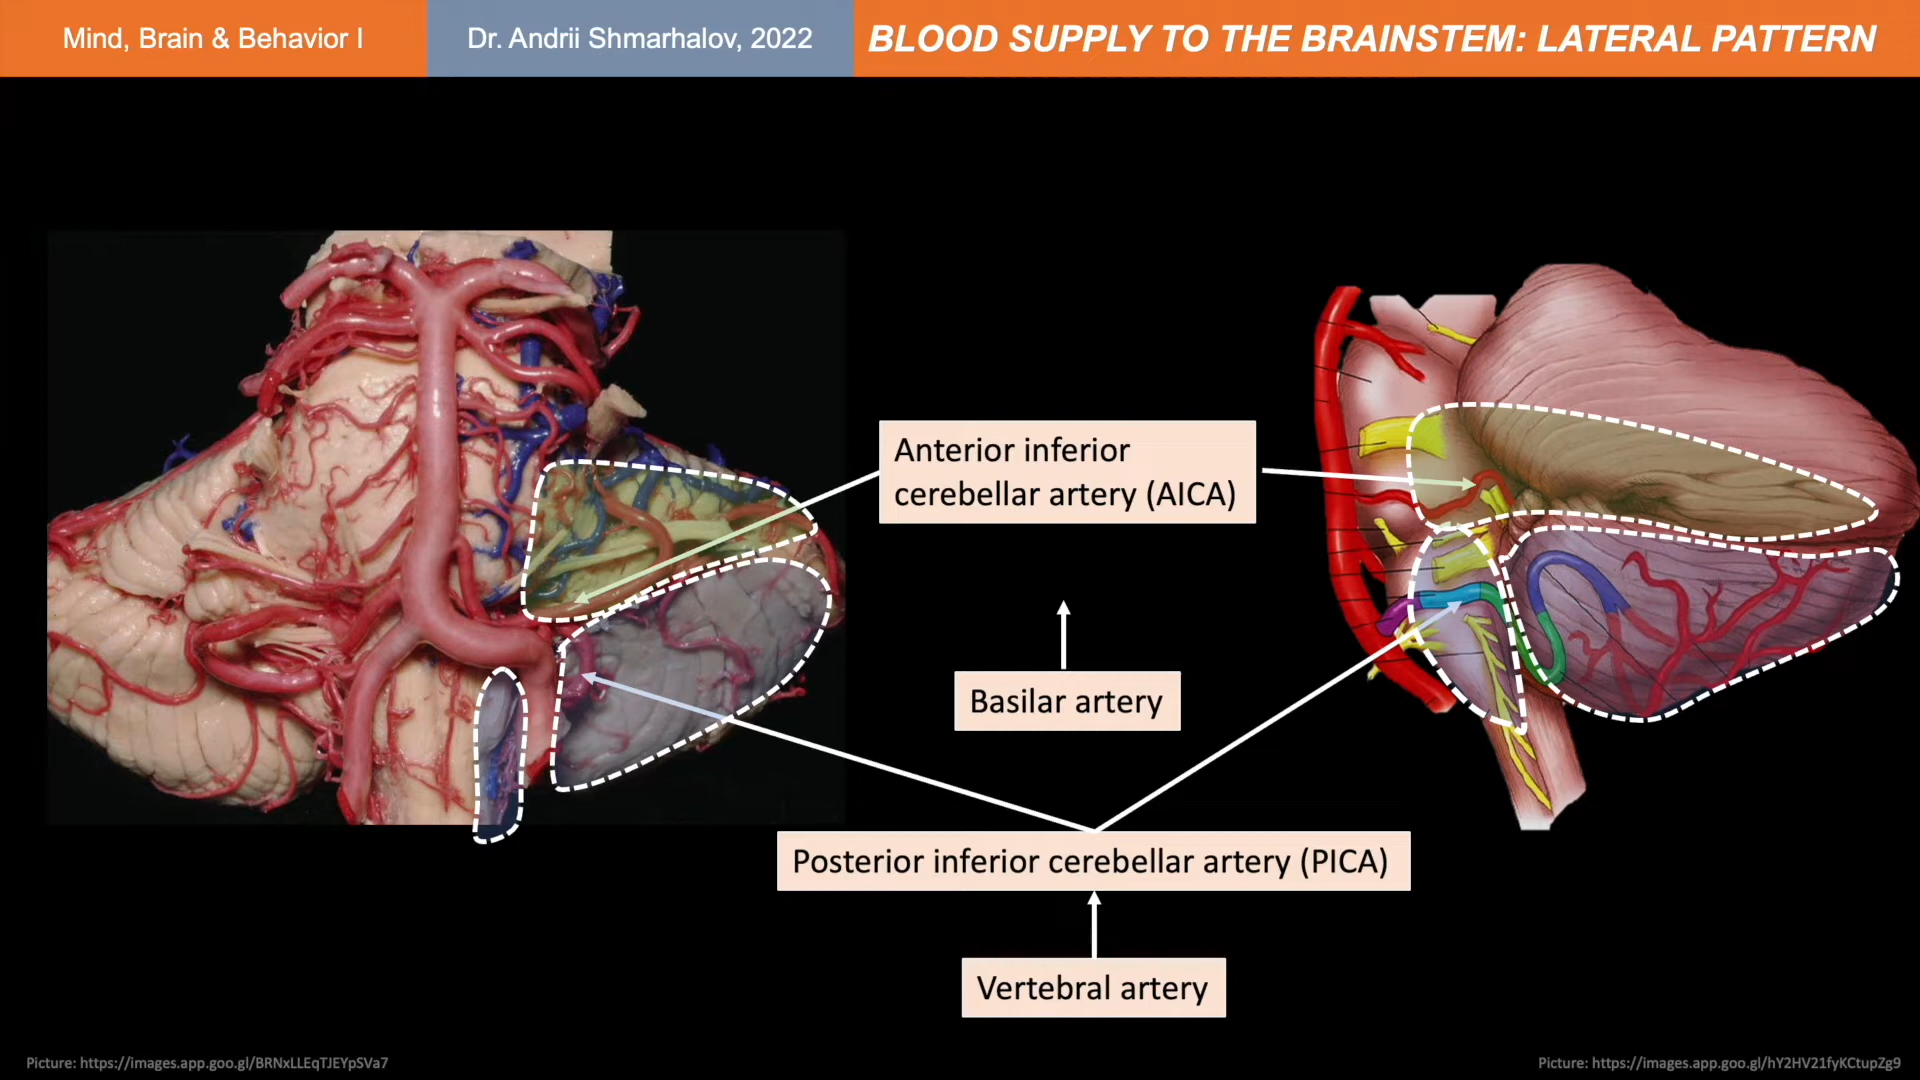 Mind, Brain & Behavior I
Dr. Andrii Shmarhalov, 2022
BLOOD SUPPLY TO THE BRAINSTEM: LATERAL PATTERN
Anterior inferior
cerebellar artery (AICA)
Basilar artery
Posterior inferior cerebellar artery (PICA)
Vertebral artery
Picture: https://images.app.goo.gl/BRNxLLEqTJEYpSVa7
Picture: https://images.app.goo.gl/hY2HV21fyKCtupZg9